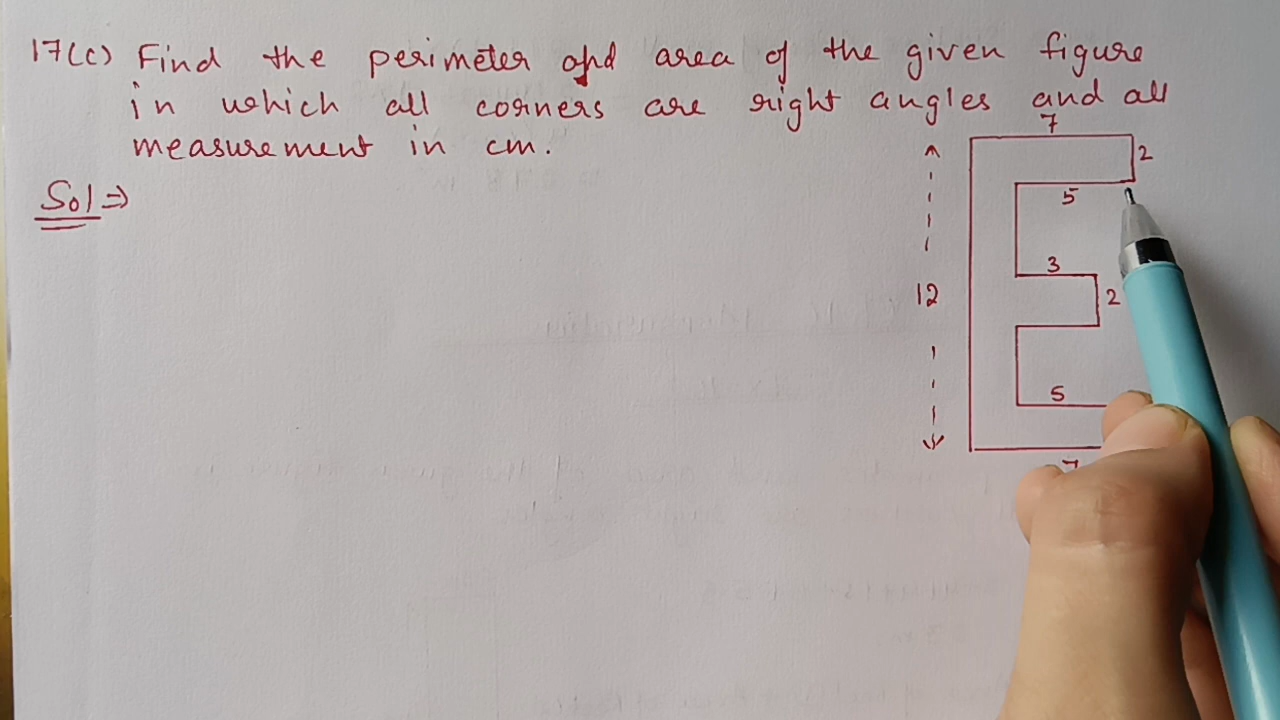 17(c) Find the perimeter and area of the given figure
in which all corners are right angles and all
measurement in cm.
7
2
Sol⇒
5
3
12
2
5
7